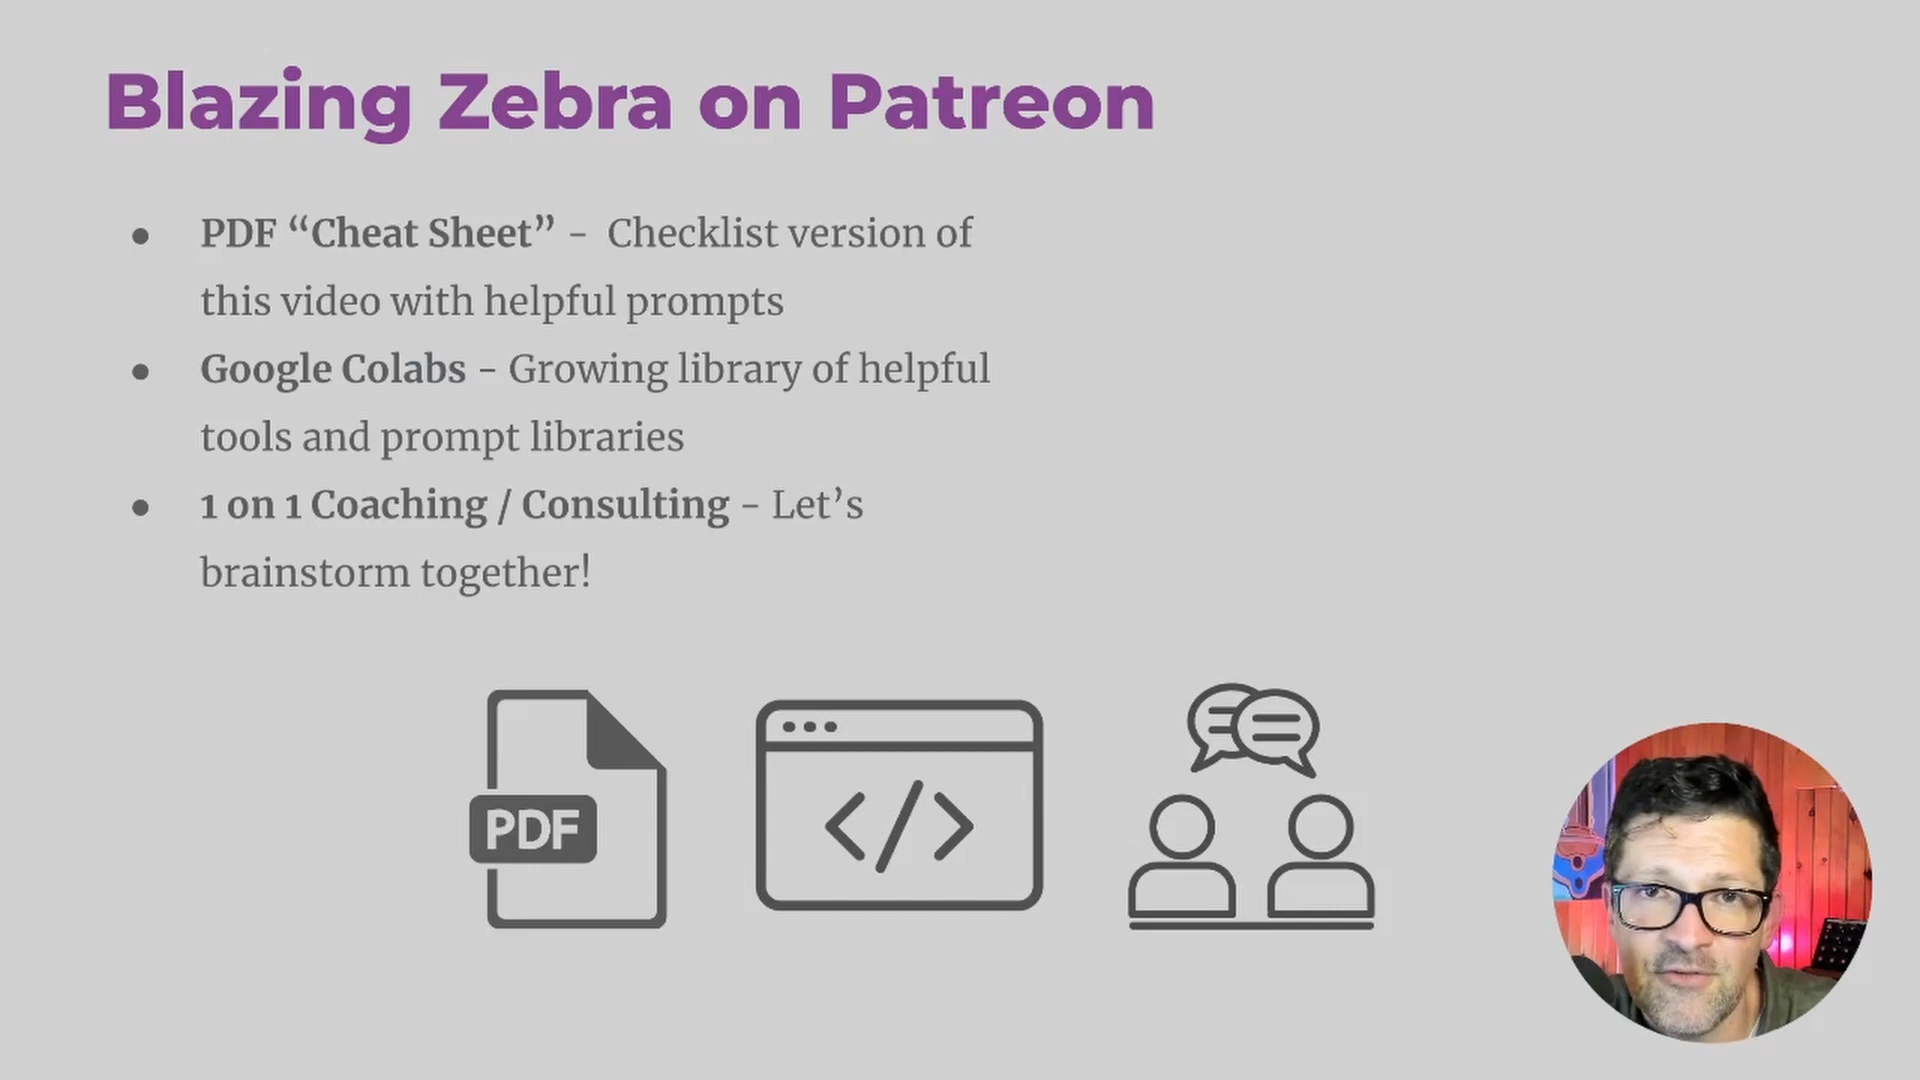 Blazing Zebra on Patreon
● PDF “Cheat Sheet” - Checklist version of
this video with helpful prompts
● Google Colabs - Growing library of helpful
tools and prompt libraries
● 1 on 1 Coaching / Consulting - Let’s
brainstorm together!
PDF